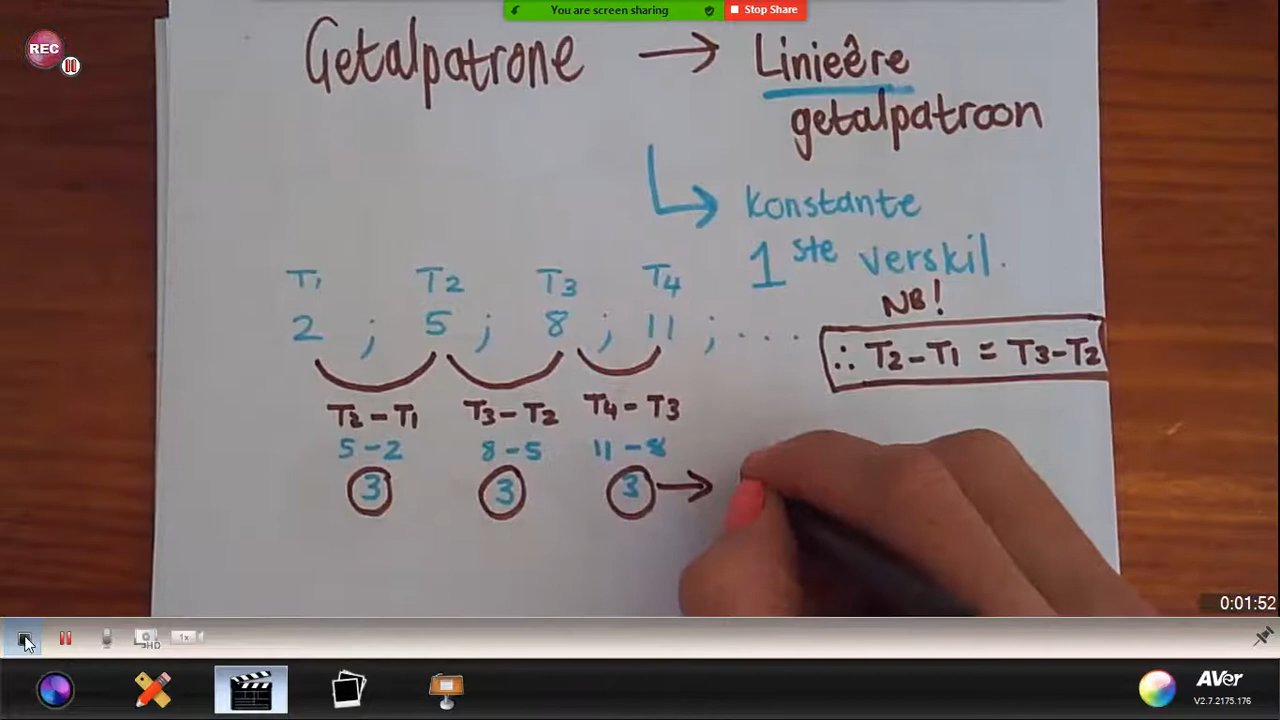 You are screen sharing Stop Share
REC
Getalpatrone → Linieêre
getalpatroon
konstante
1ste verskil.
T1 T2 T3 T4
2 ; 5 ; 8 ; 11 ; ...
NB!
∴ T2-T1 = T3-T2
T2-T1 T3-T2 T4-T3
5-2 8-5 11-8
3 3 3 →
0:01:52
HD
1x
AVer
V2.7.2175.176